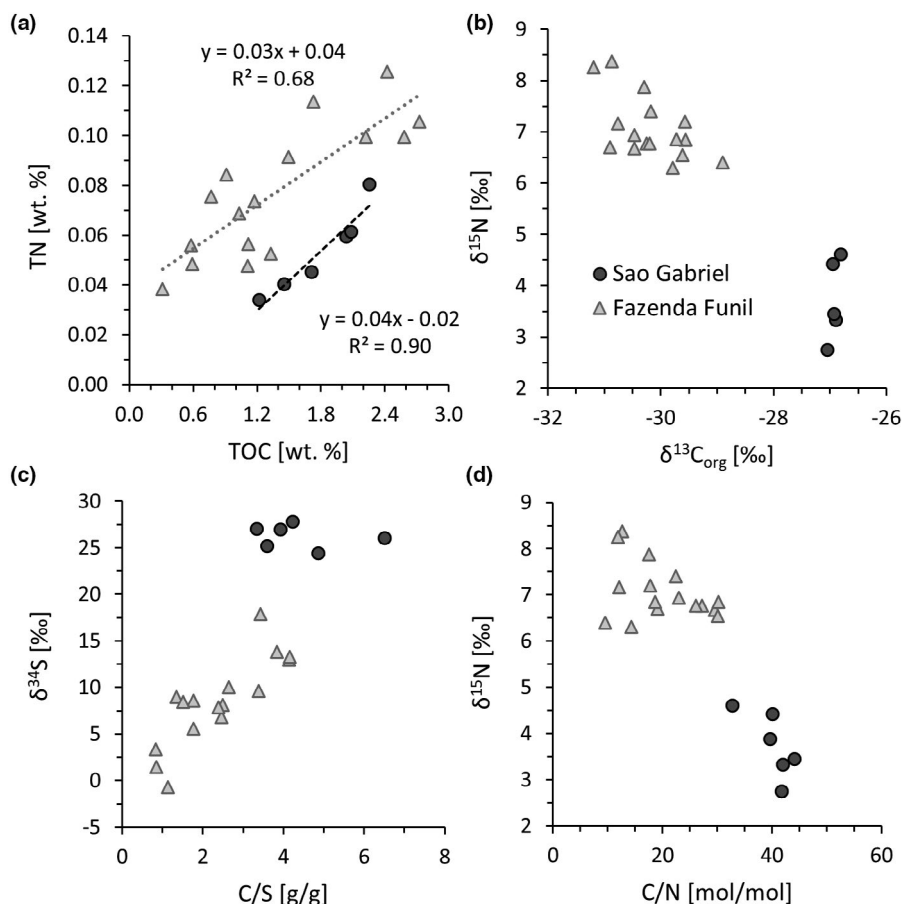 (a)
0.14
0.12
0.10
0.08
0.06
0.04
0.02
0.00
TN [wt. %]
y = 0.03x + 0.04
R² = 0.68
y = 0.04x - 0.02
R² = 0.90
0.0 0.6 1.2 1.8 2.4 3.0
TOC [wt. %]
(b)
9
8
7
6
5
4
3
2
δ¹⁵N [‰]
Sao Gabriel
Fazenda Funil
-32 -30 -28 -26
δ¹³Corg [‰]
(c)
30
25
20
15
10
5
0
-5
δ³⁴S [‰]
0 2 4 6 8
C/S [g/g]
(d)
9
8
7
6
5
4
3
2
δ¹⁵N [‰]
0 20 40 60
C/N [mol/mol]